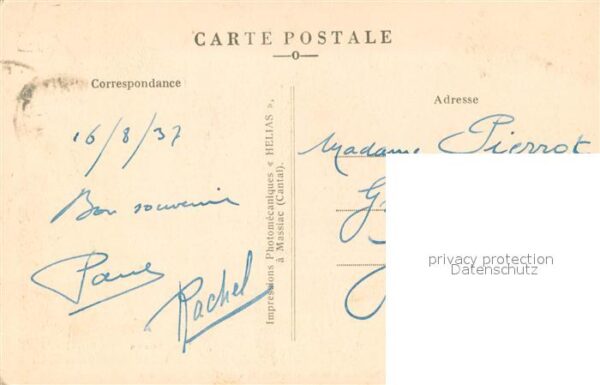 CARTE POSTALE
Correspondance
16/8/37
Bon souvenir
Rachel
Impressions Photomécaniques « HELIAS »,
à Massiac (Cantal).
Adresse
Madame Pierrot
privacy protection
Datenschutz